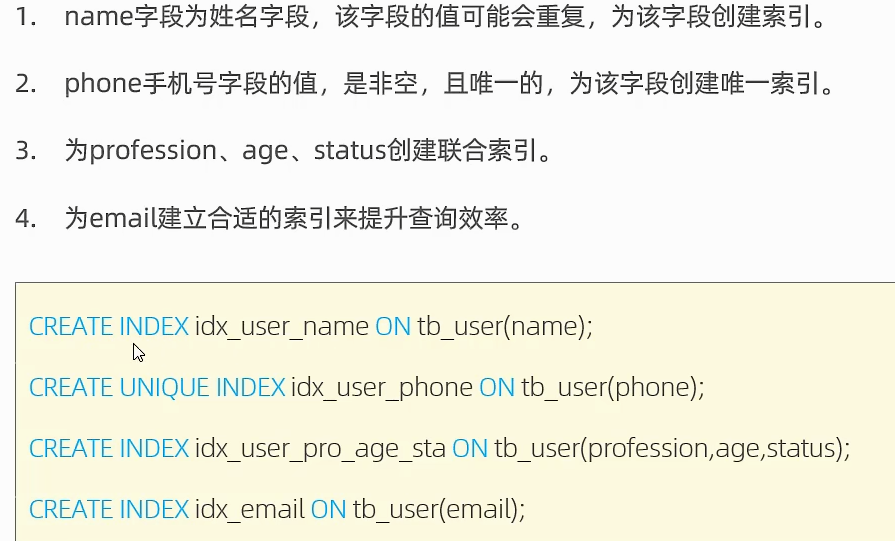 1. name字段为姓名字段，该字段的值可能会重复，为该字段创建索引。
2. phone手机号字段的值，是非空，且唯一的，为该字段创建唯一索引。
3. 为profession、age、status创建联合索引。
4. 为email建立合适的索引来提升查询效率。
CREATE INDEX idx_user_name ON tb_user(name);
CREATE UNIQUE INDEX idx_user_phone ON tb_user(phone);
CREATE INDEX idx_user_pro_age_sta ON tb_user(profession,age,status);
CREATE INDEX idx_email ON tb_user(email);